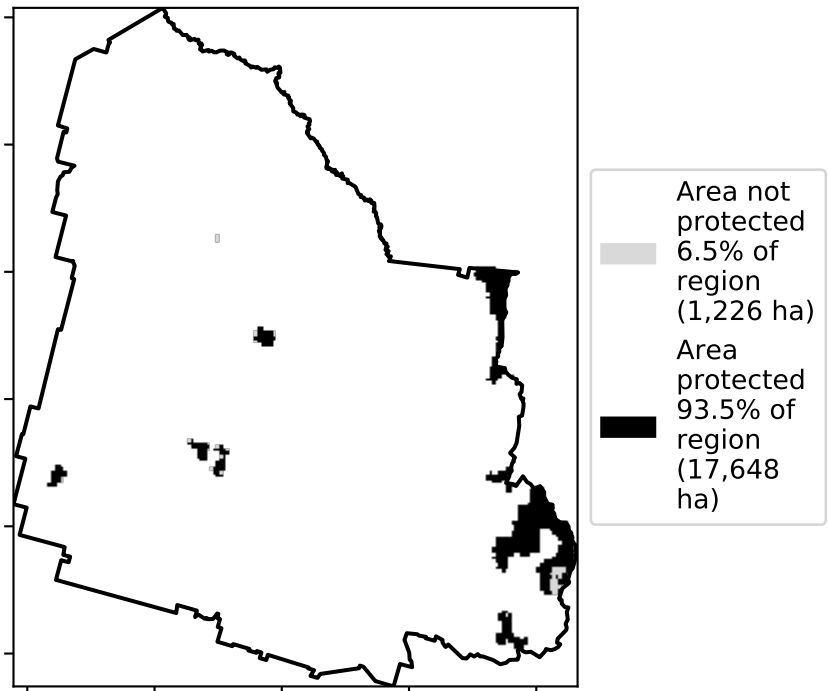 Area not
protected
6.5% of
region
(1,226 ha)
Area
protected
93.5% of
region
(17,648
ha)